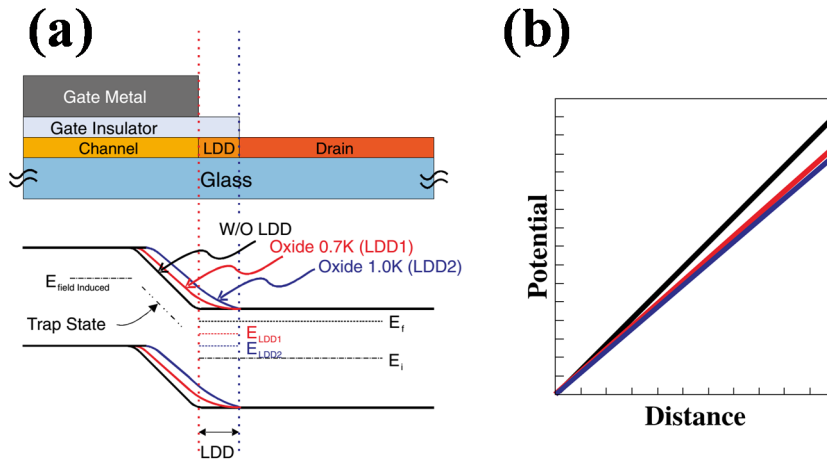 (a)
Gate Metal
Gate Insulator
Channel
LDD
Drain
Glass
W/O LDD
Oxide 0.7K (LDD1)
Oxide 1.0K (LDD2)
E field Induced
Trap State
E f
E LDD1
E LDD2
E i
LDD
(b)
Potential
Distance